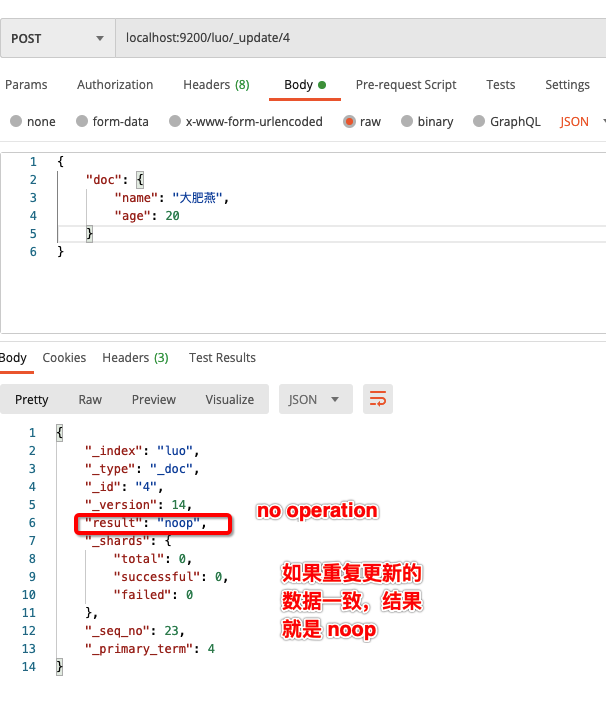 POST localhost:9200/luo/_update/4
Params Authorization Headers (8) Body Pre-request Script Tests Settings
none form-data x-www-form-urlencoded raw binary GraphQL JSON
1 {
2 "doc": {
3 "name": "大肥燕",
4 "age": 20
5 }
6 }
Body Cookies Headers (3) Test Results
Pretty Raw Preview Visualize JSON
1 {
2 "_index": "luo",
3 "_type": "_doc",
4 "_id": "4",
5 "_version": 14,
6 "result": "noop",
7 "_shards": {
8 "total": 0,
9 "successful": 0,
10 "failed": 0
11 },
12 "_seq_no": 23,
13 "_primary_term": 4
14 }
no operation
如果重复更新的
数据一致，结果
就是 noop